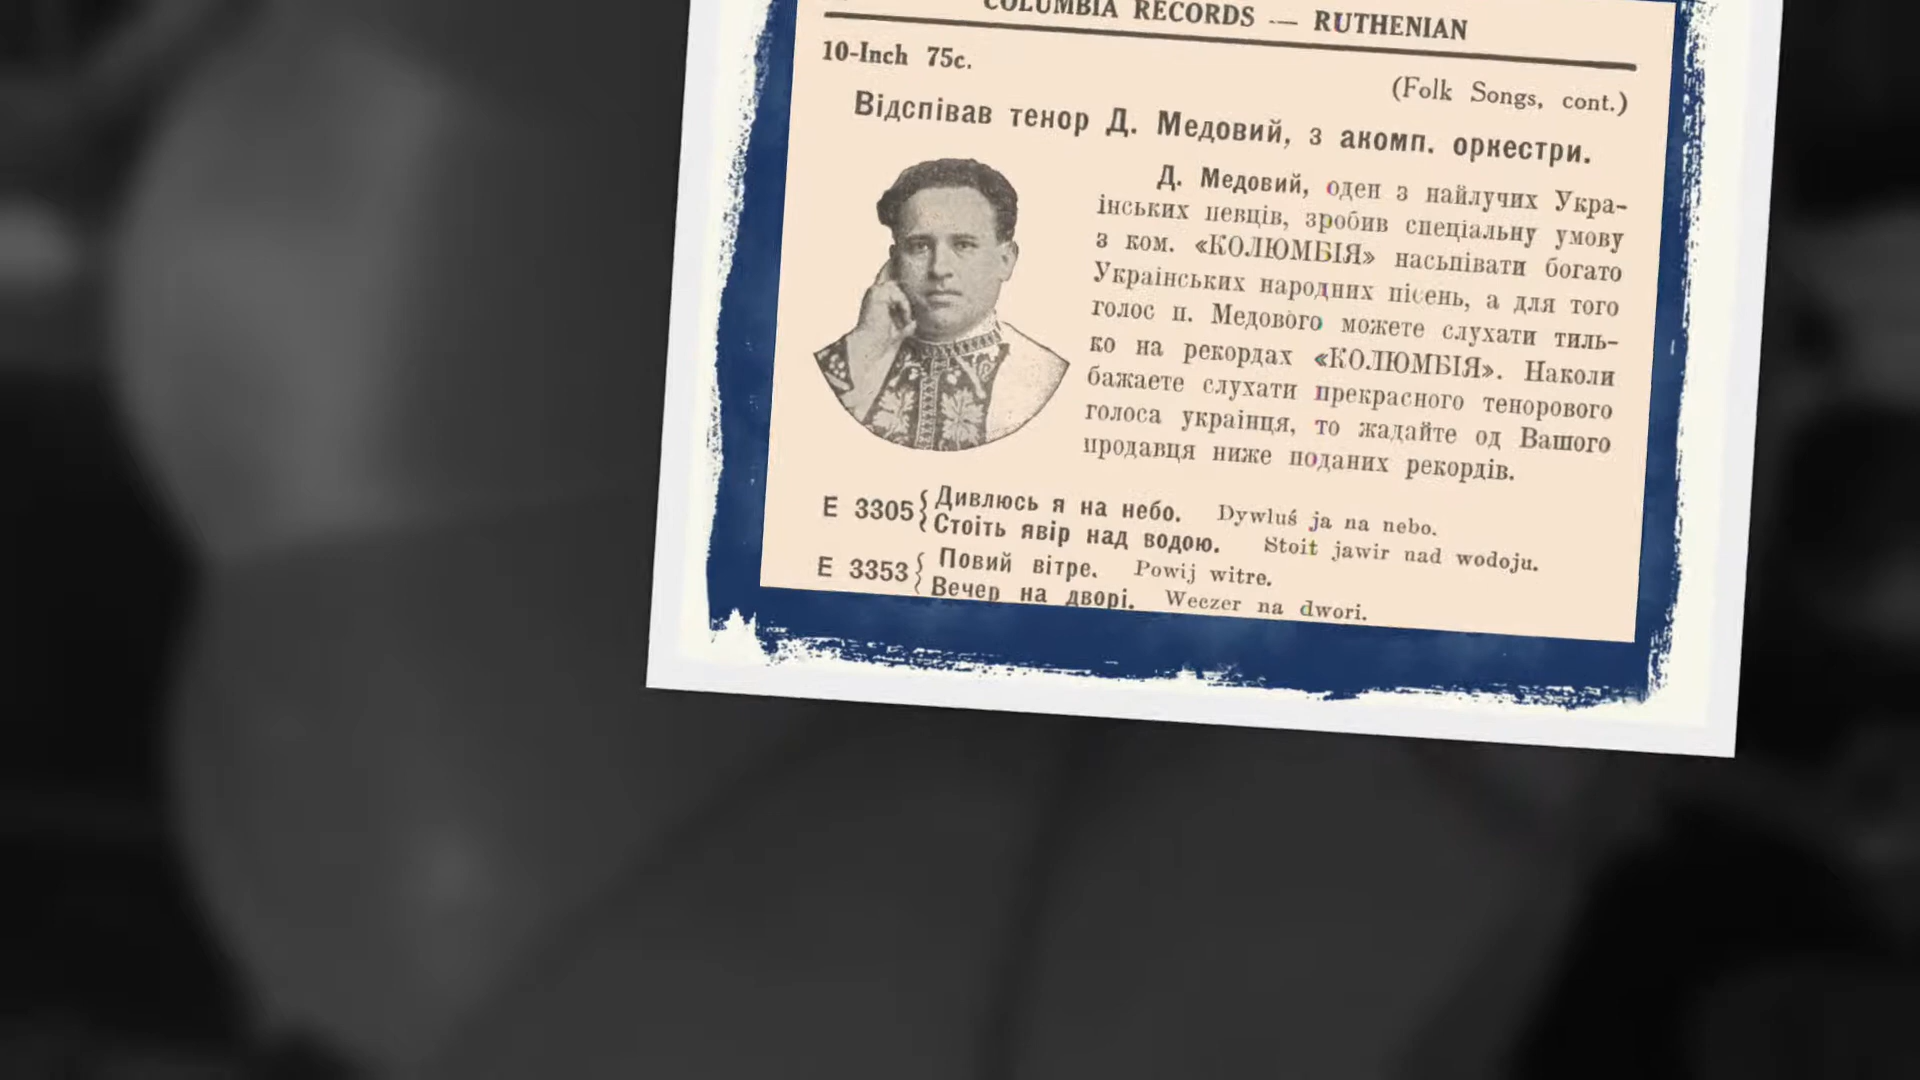 COLUMBIA RECORDS — RUTHENIAN
10-Inch 75c.
(Folk Songs, cont.)
Відспівав тенор Д. Медовий, з акомп. оркестри.
Д. Медовий, оден з найлучих Укра-
їнських певців, зробив спеціальну умову
з ком. «КОЛЮМБІЯ» насьпівати богато
Українських народних пісень, а для того
голос п. Медового можете слухати тиль-
ко на рекордах «КОЛЮМБІЯ». Наколи
бажаєте слухати прекрасного тенорового
голоса українця, то жадайте од Вашого
продавця ниже поданих рекордів.
E 3305 { Дивлюсь я на небо. Dywluś ja na nebo.
Стоїть явір над водою. Stoit jawir nad wodoju.
E 3353 { Повий вітре. Powij witre.
Вечер на дворі. Weczer na dwori.